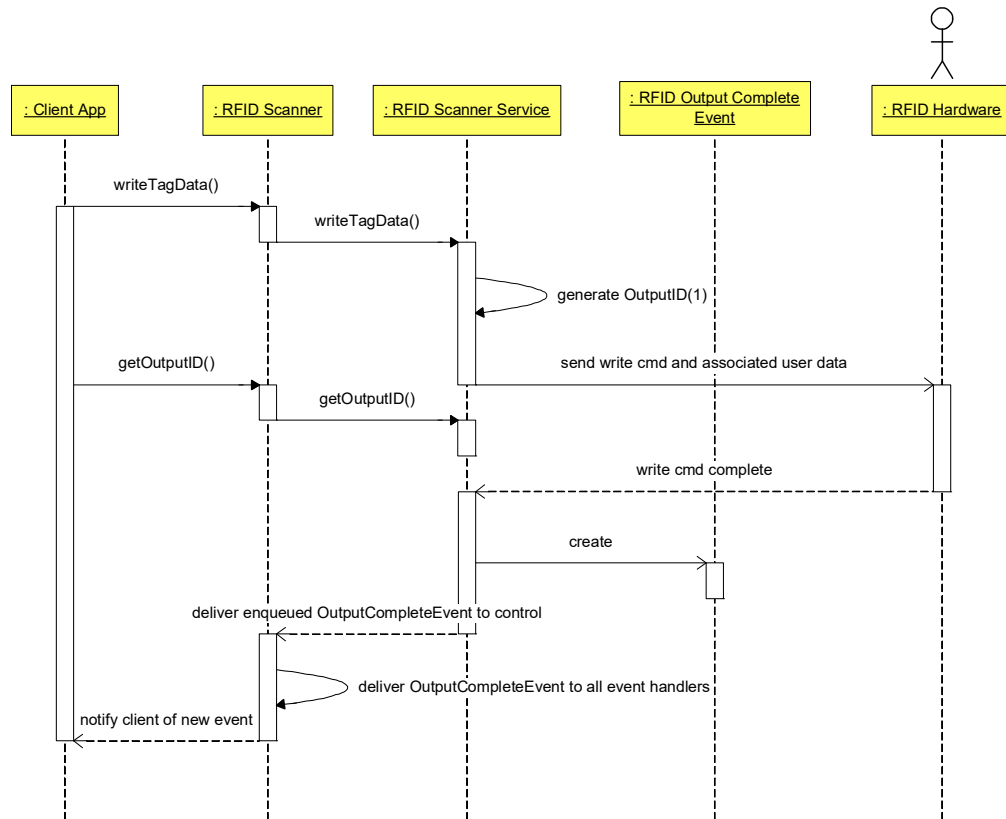 : Client App
: RFID Scanner
: RFID Scanner Service
: RFID Output Complete
Event
: RFID Hardware
writeTagData()
writeTagData()
generate OutputID(1)
getOutputID()
send write cmd and associated user data
getOutputID()
write cmd complete
create
deliver enqueued OutputCompleteEvent to control
deliver OutputCompleteEvent to all event handlers
notify client of new event